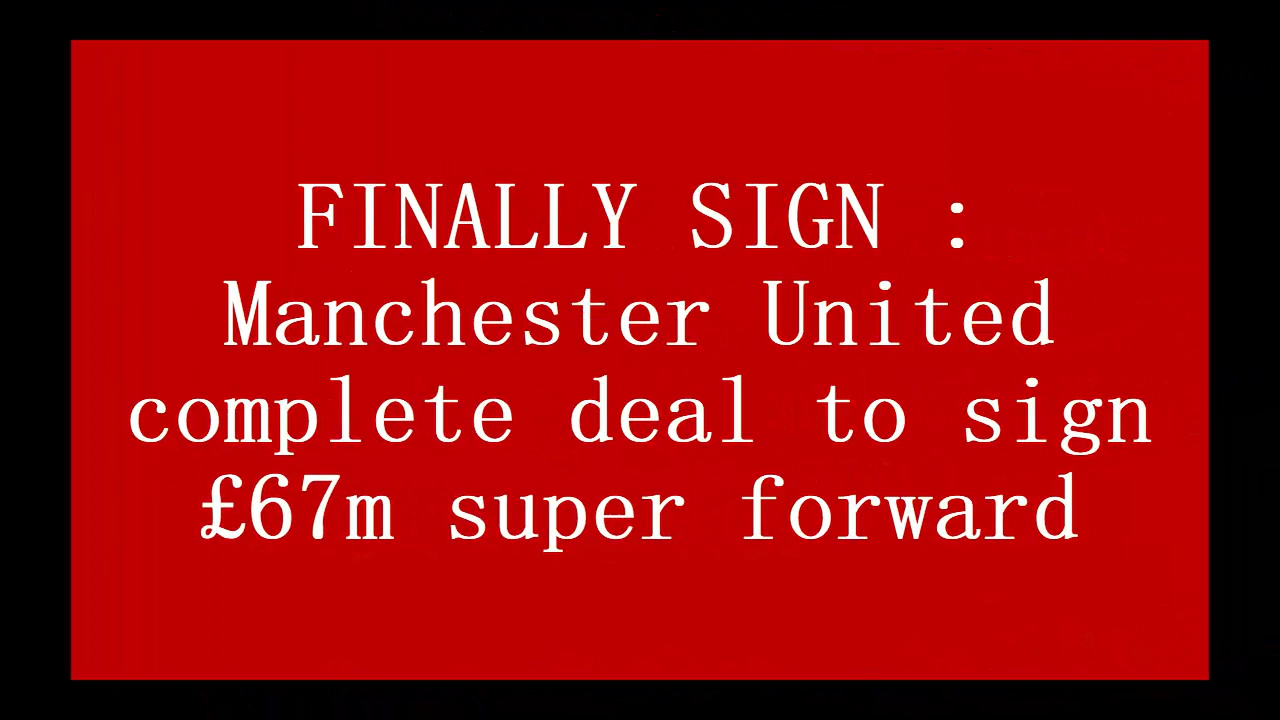 FINALLY SIGN :
Manchester United
complete deal to sign
£67m super forward